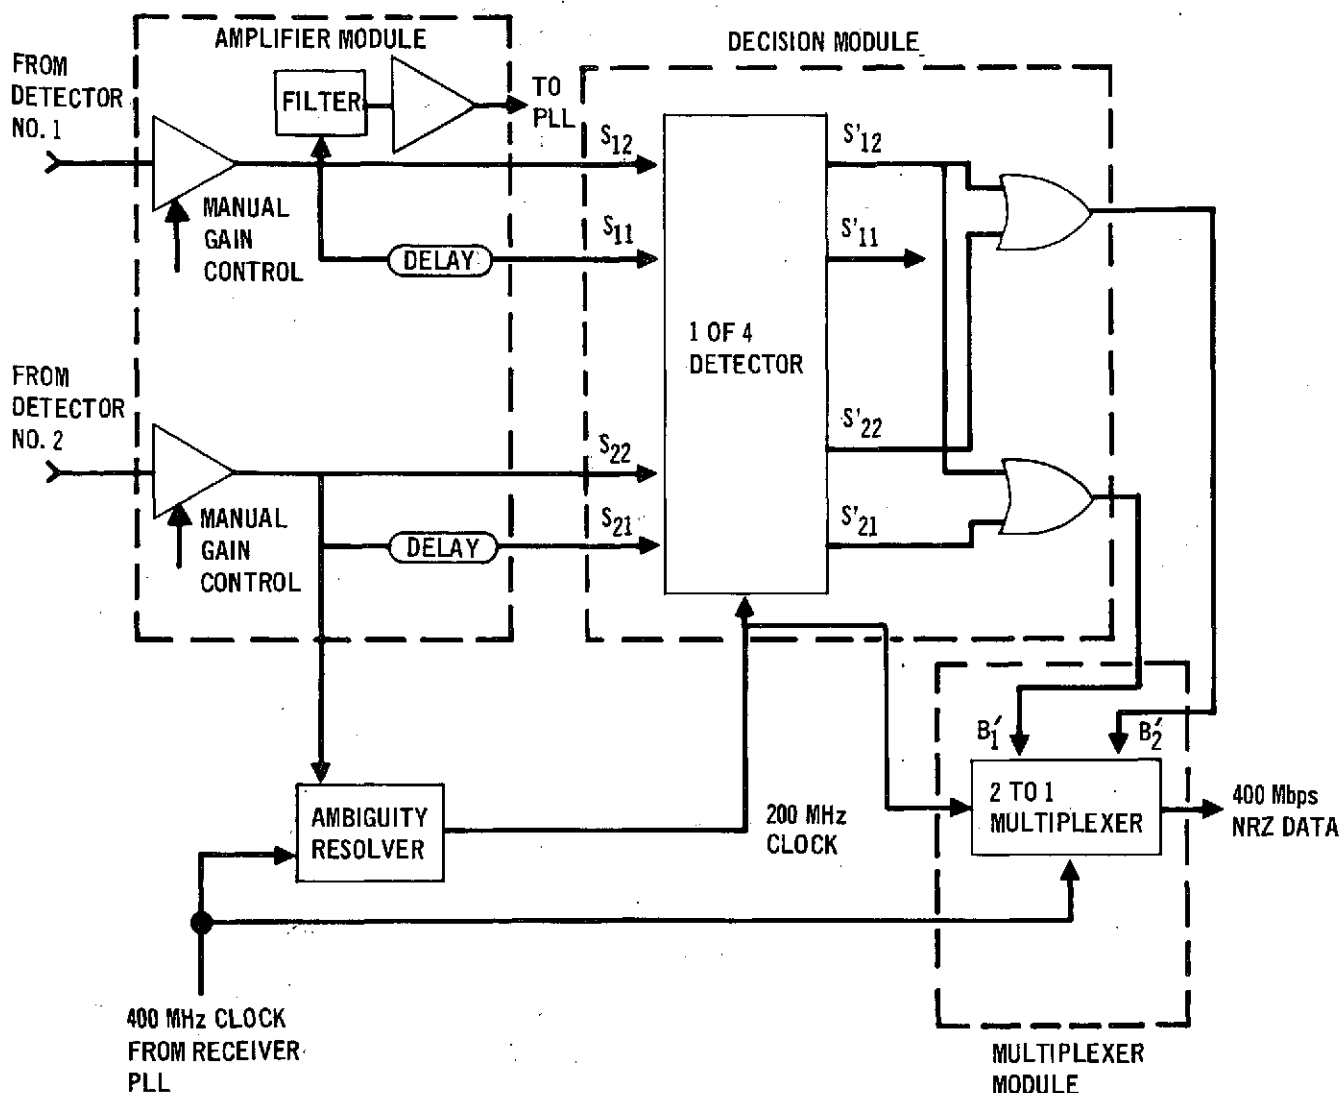 AMPLIFIER MODULE
DECISION MODULE
FROM
DETECTOR
NO. 1
FILTER
TO
PLL
MANUAL
GAIN
CONTROL
DELAY
S12
S11
S'12
S'11
1 OF 4
DETECTOR
FROM
DETECTOR
NO. 2
MANUAL
GAIN
CONTROL
DELAY
S22
S21
S'22
S'21
AMBIGUITY
RESOLVER
200 MHz
CLOCK
B'1
B'2
2 TO 1
MULTIPLEXER
400 Mbps
NRZ DATA
400 MHz CLOCK
FROM RECEIVER
PLL
MULTIPLEXER
MODULE